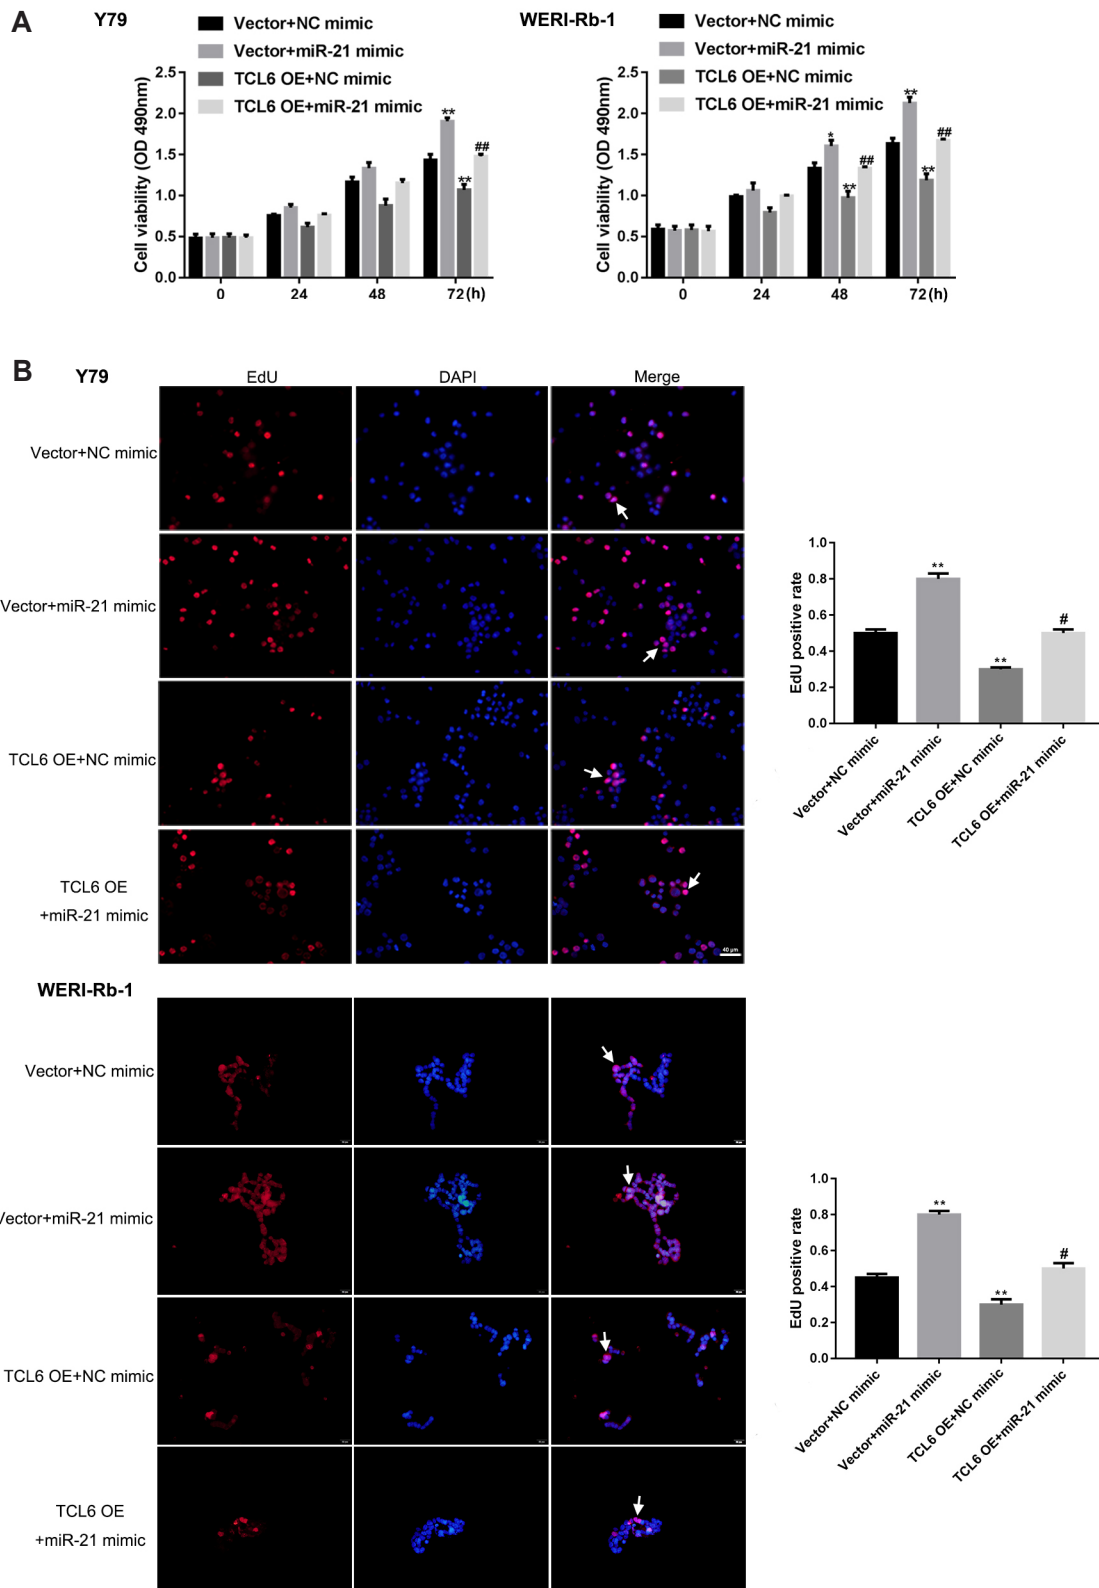 A
Y79
Vector+NC mimic
Vector+miR-21 mimic
TCL6 OE+NC mimic
TCL6 OE+miR-21 mimic
Cell viability (OD 490nm)
2.5
2.0
1.5
1.0
0.5
0.0
**
**
##
0
24
48
72(h)
WERI-Rb-1
Vector+NC mimic
Vector+miR-21 mimic
TCL6 OE+NC mimic
TCL6 OE+miR-21 mimic
Cell viability (OD 490nm)
2.5
2.0
1.5
1.0
0.5
0.0
*
**
##
**
**
##
0
24
48
72(h)
B
Y79
EdU
DAPI
Merge
Vector+NC mimic
Vector+miR-21 mimic
TCL6 OE+NC mimic
TCL6 OE
+miR-21 mimic
40 μm
EdU positive rate
1.0
0.8
0.6
0.4
0.2
0.0
**
**
#
Vector+NC mimic
Vector+miR-21 mimic
TCL6 OE+NC mimic
TCL6 OE+miR-21 mimic
WERI-Rb-1
Vector+NC mimic
Vector+miR-21 mimic
TCL6 OE+NC mimic
TCL6 OE
+miR-21 mimic
EdU positive rate
1.0
0.8
0.6
0.4
0.2
0.0
**
**
#
Vector+NC mimic
Vector+miR-21 mimic
TCL6 OE+NC mimic
TCL6 OE+miR-21 mimic